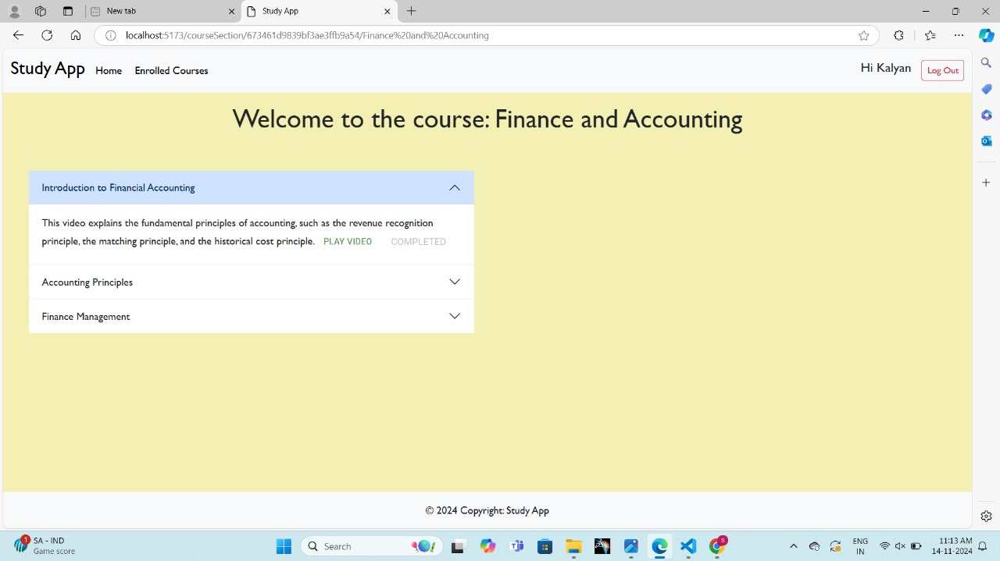 New tab
Study App
localhost:5173/courseSection/673461d9839bf3ae3ffb9a54/Finance%20and%20Accounting
Study App Home Enrolled Courses Hi Kalyan Log Out
Welcome to the course: Finance and Accounting
Introduction to Financial Accounting
This video explains the fundamental principles of accounting, such as the revenue recognition
principle, the matching principle, and the historical cost principle. PLAY VIDEO COMPLETED
Accounting Principles
Finance Management
© 2024 Copyright: Study App
1
SA - IND
Game score
Search
S
ENG
IN
11:13 AM
14-11-2024